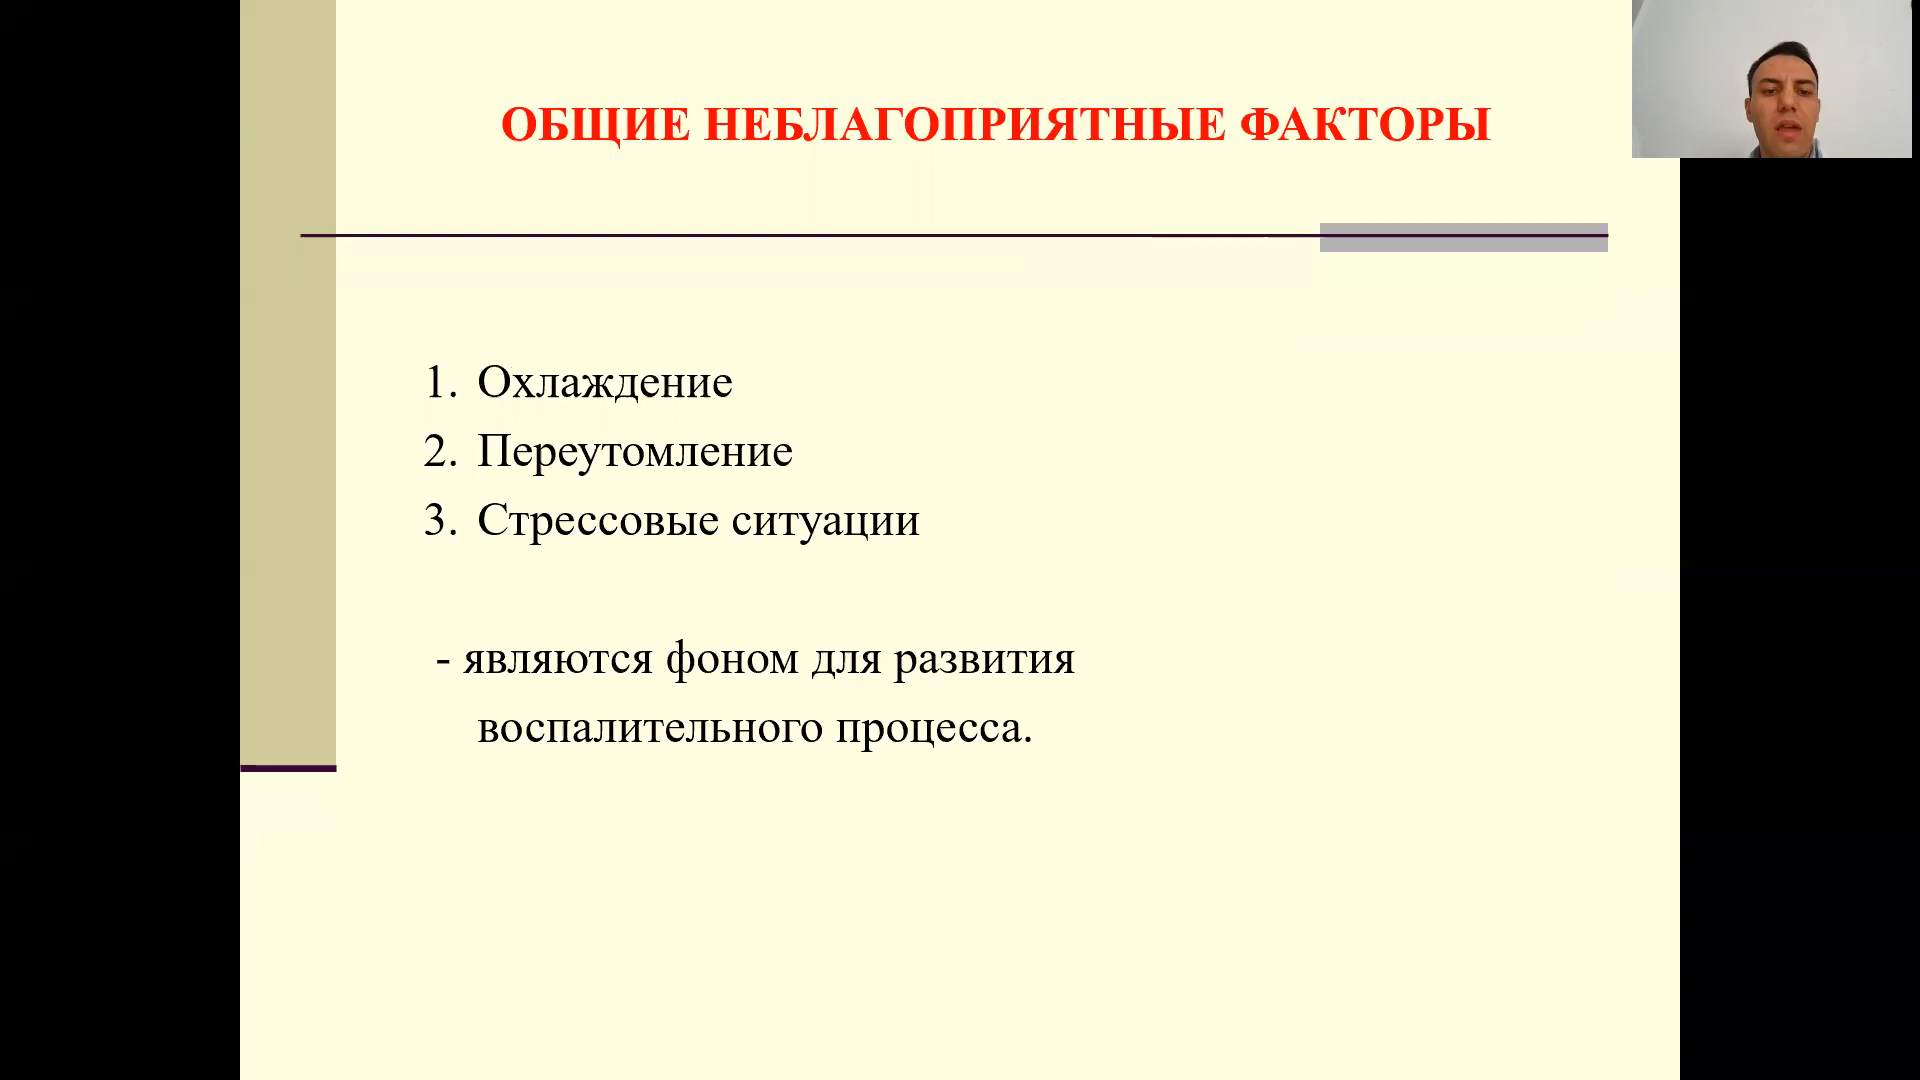 ОБЩИЕ НЕБЛАГОПРИЯТНЫЕ ФАКТОРЫ
1. Охлаждение
2. Переутомление
3. Стрессовые ситуации
- являются фоном для развития
воспалительного процесса.